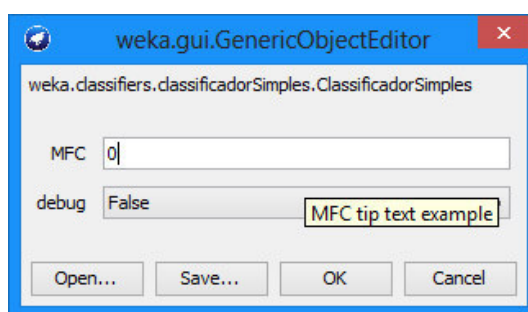 weka.gui.GenericObjectEditor
weka.classifiers.classificadorSimples.ClassificadorSimples
MFC 0
debug False
MFC tip text example
Open... Save... OK Cancel